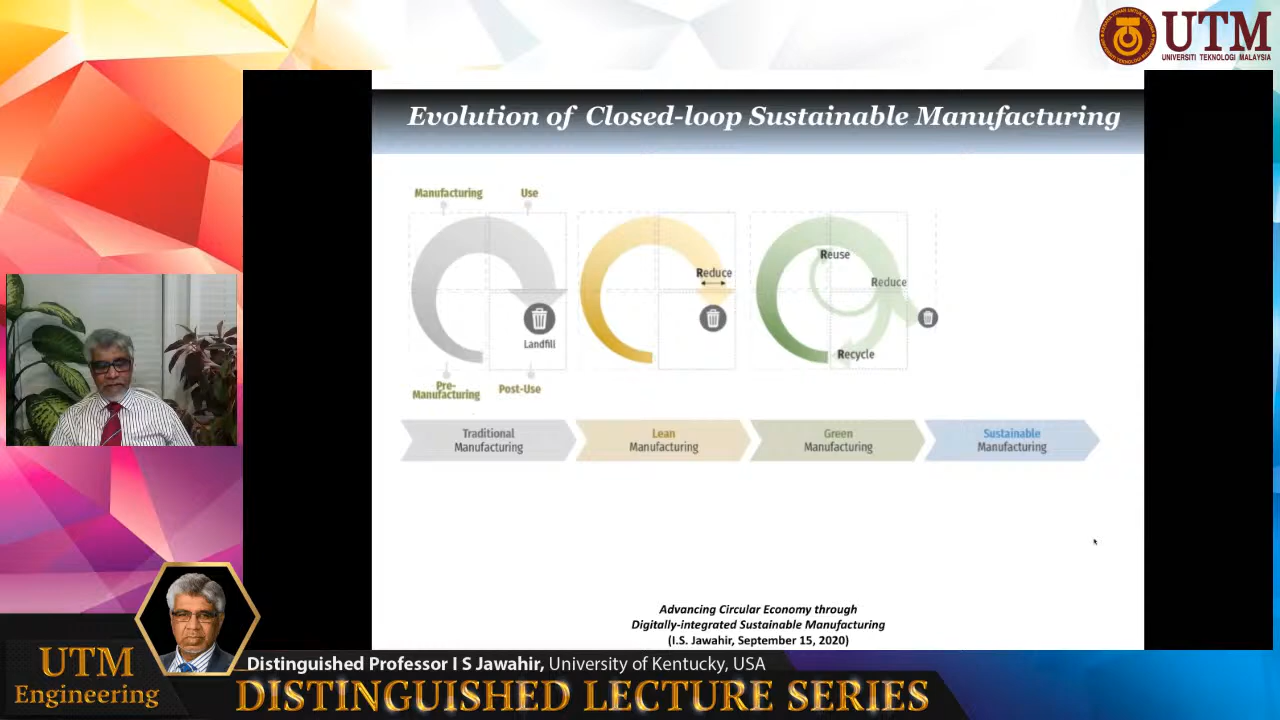 UTM
UNIVERSITI TEKNOLOGI MALAYSIA
Evolution of Closed-loop Sustainable Manufacturing
Manufacturing
Use
Landfill
Pre-
Manufacturing
Post-Use
Reduce
Reuse
Reduce
Recycle
Traditional
Manufacturing
Lean
Manufacturing
Green
Manufacturing
Sustainable
Manufacturing
Advancing Circular Economy through
Digitally-integrated Sustainable Manufacturing
(I.S. Jawahir, September 15, 2020)
UTM
Engineering
Distinguished Professor I S Jawahir, University of Kentucky, USA
DISTINGUISHED LECTURE SERIES